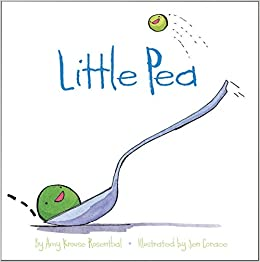 Little Pea
By Amy Krouse Rosenthal • Illustrated by Jen Corace